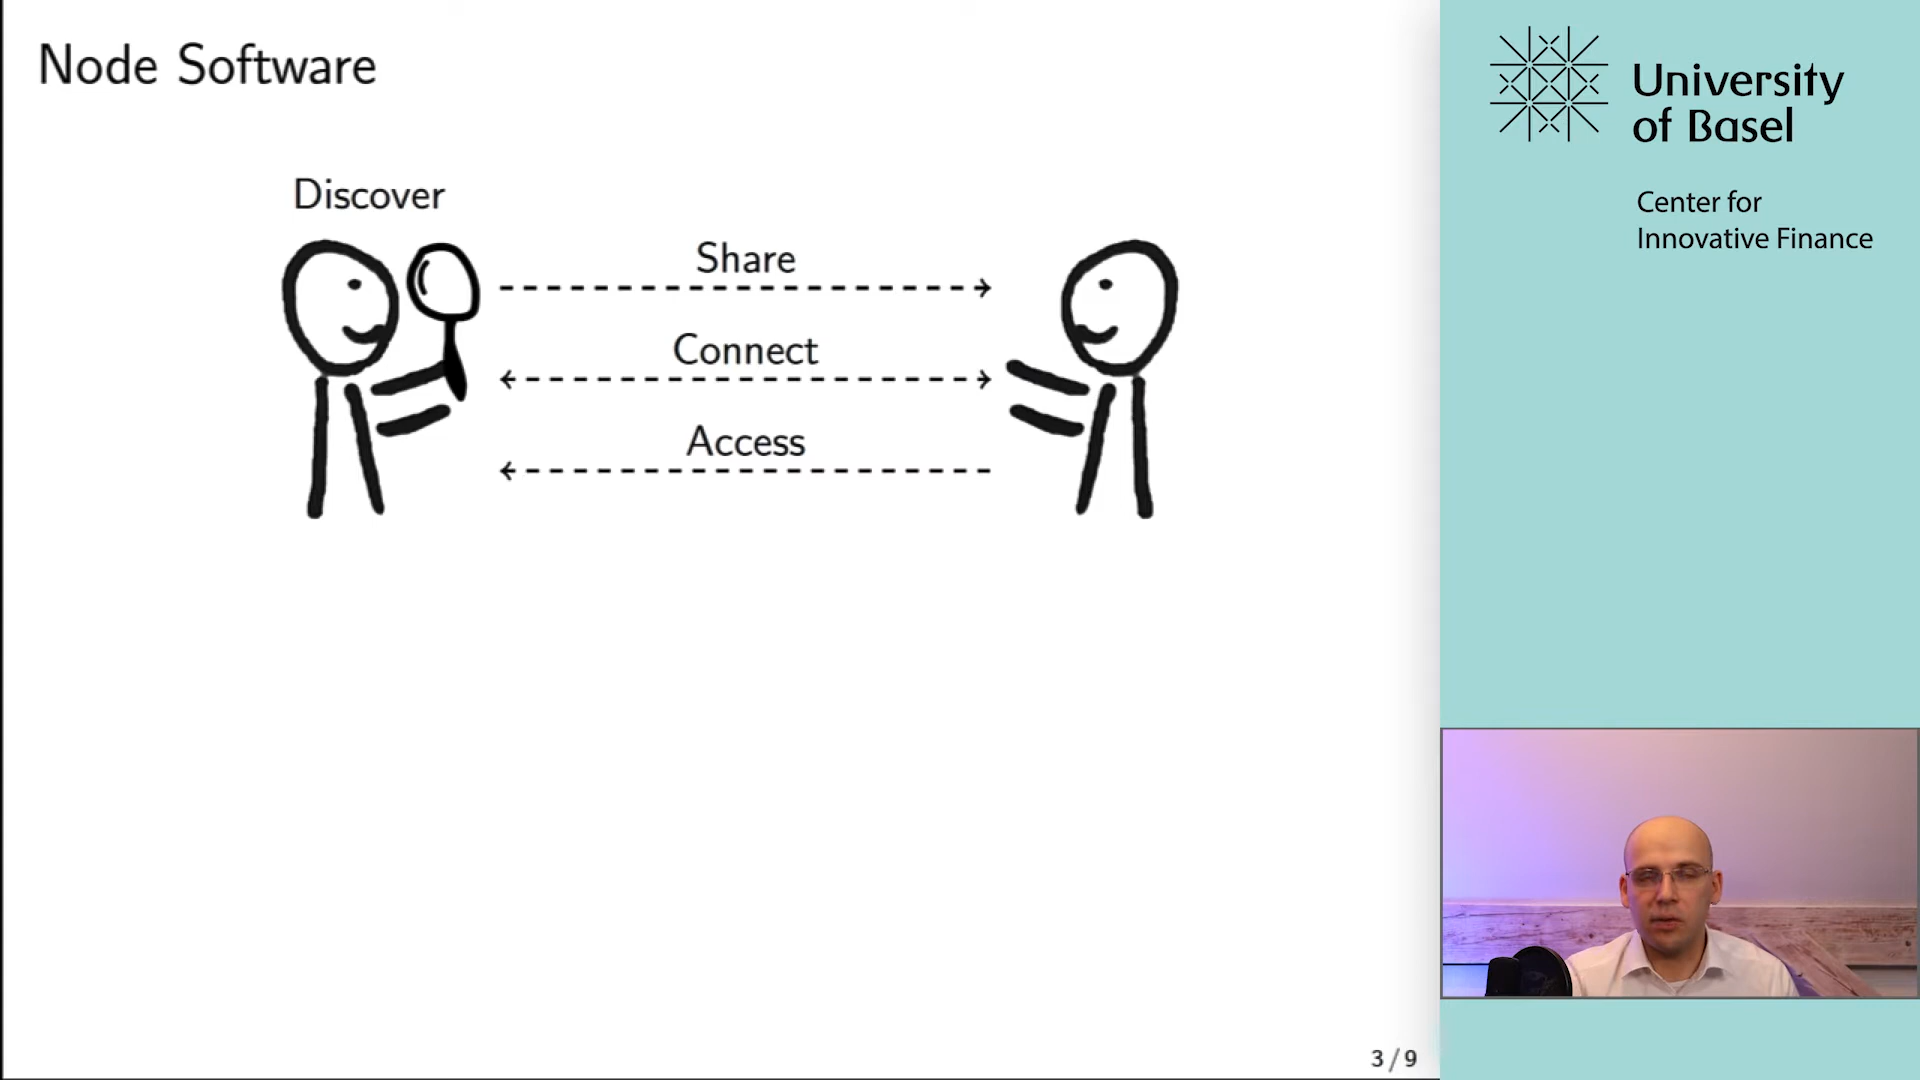 Node Software
Discover
Share
Connect
Access
3 / 9
University
of Basel
Center for
Innovative Finance